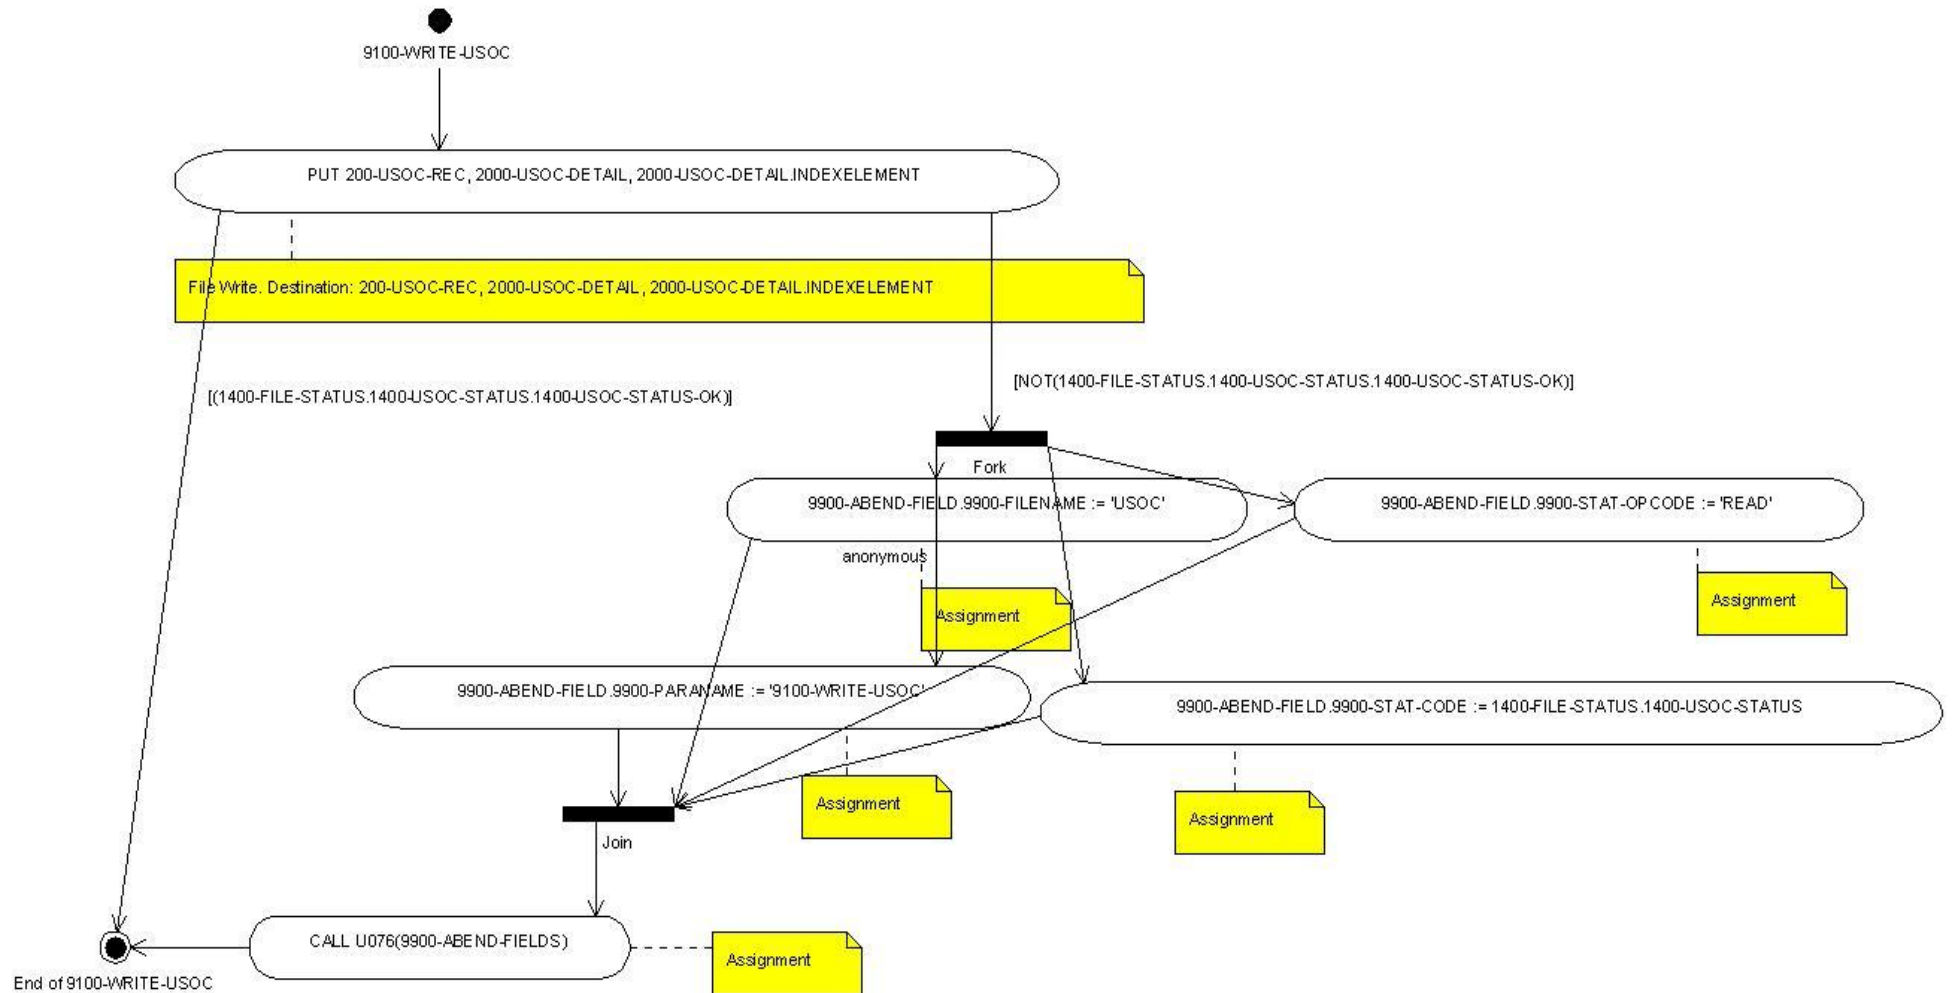 9100-WRITE-USOC
PUT 200-USOC-REC, 2000-USOC-DETAIL, 2000-USOC-DETAIL.INDEXELEMENT
File Write. Destination: 200-USOC-REC, 2000-USOC-DETAIL, 2000-USOC-DETAIL.INDEXELEMENT
[NOT(1400-FILE-STATUS.1400-USOC-STATUS.1400-USOC-STATUS-OK)]
[(1400-FILE-STATUS.1400-USOC-STATUS.1400-USOC-STATUS-OK)]
Fork
9900-ABEND-FIELD.9900-FILENAME := 'USOC'
9900-ABEND-FIELD.9900-STAT-OPCODE := 'READ'
anonymous
Assignment
Assignment
9900-ABEND-FIELD.9900-PARANAME := '9100-WRITE-USOC'
9900-ABEND-FIELD.9900-STAT-CODE := 1400-FILE-STATUS.1400-USOC-STATUS
Assignment
Assignment
Join
CALL U076(9900-ABEND-FIELDS)
Assignment
End of 9100-WRITE-USOC